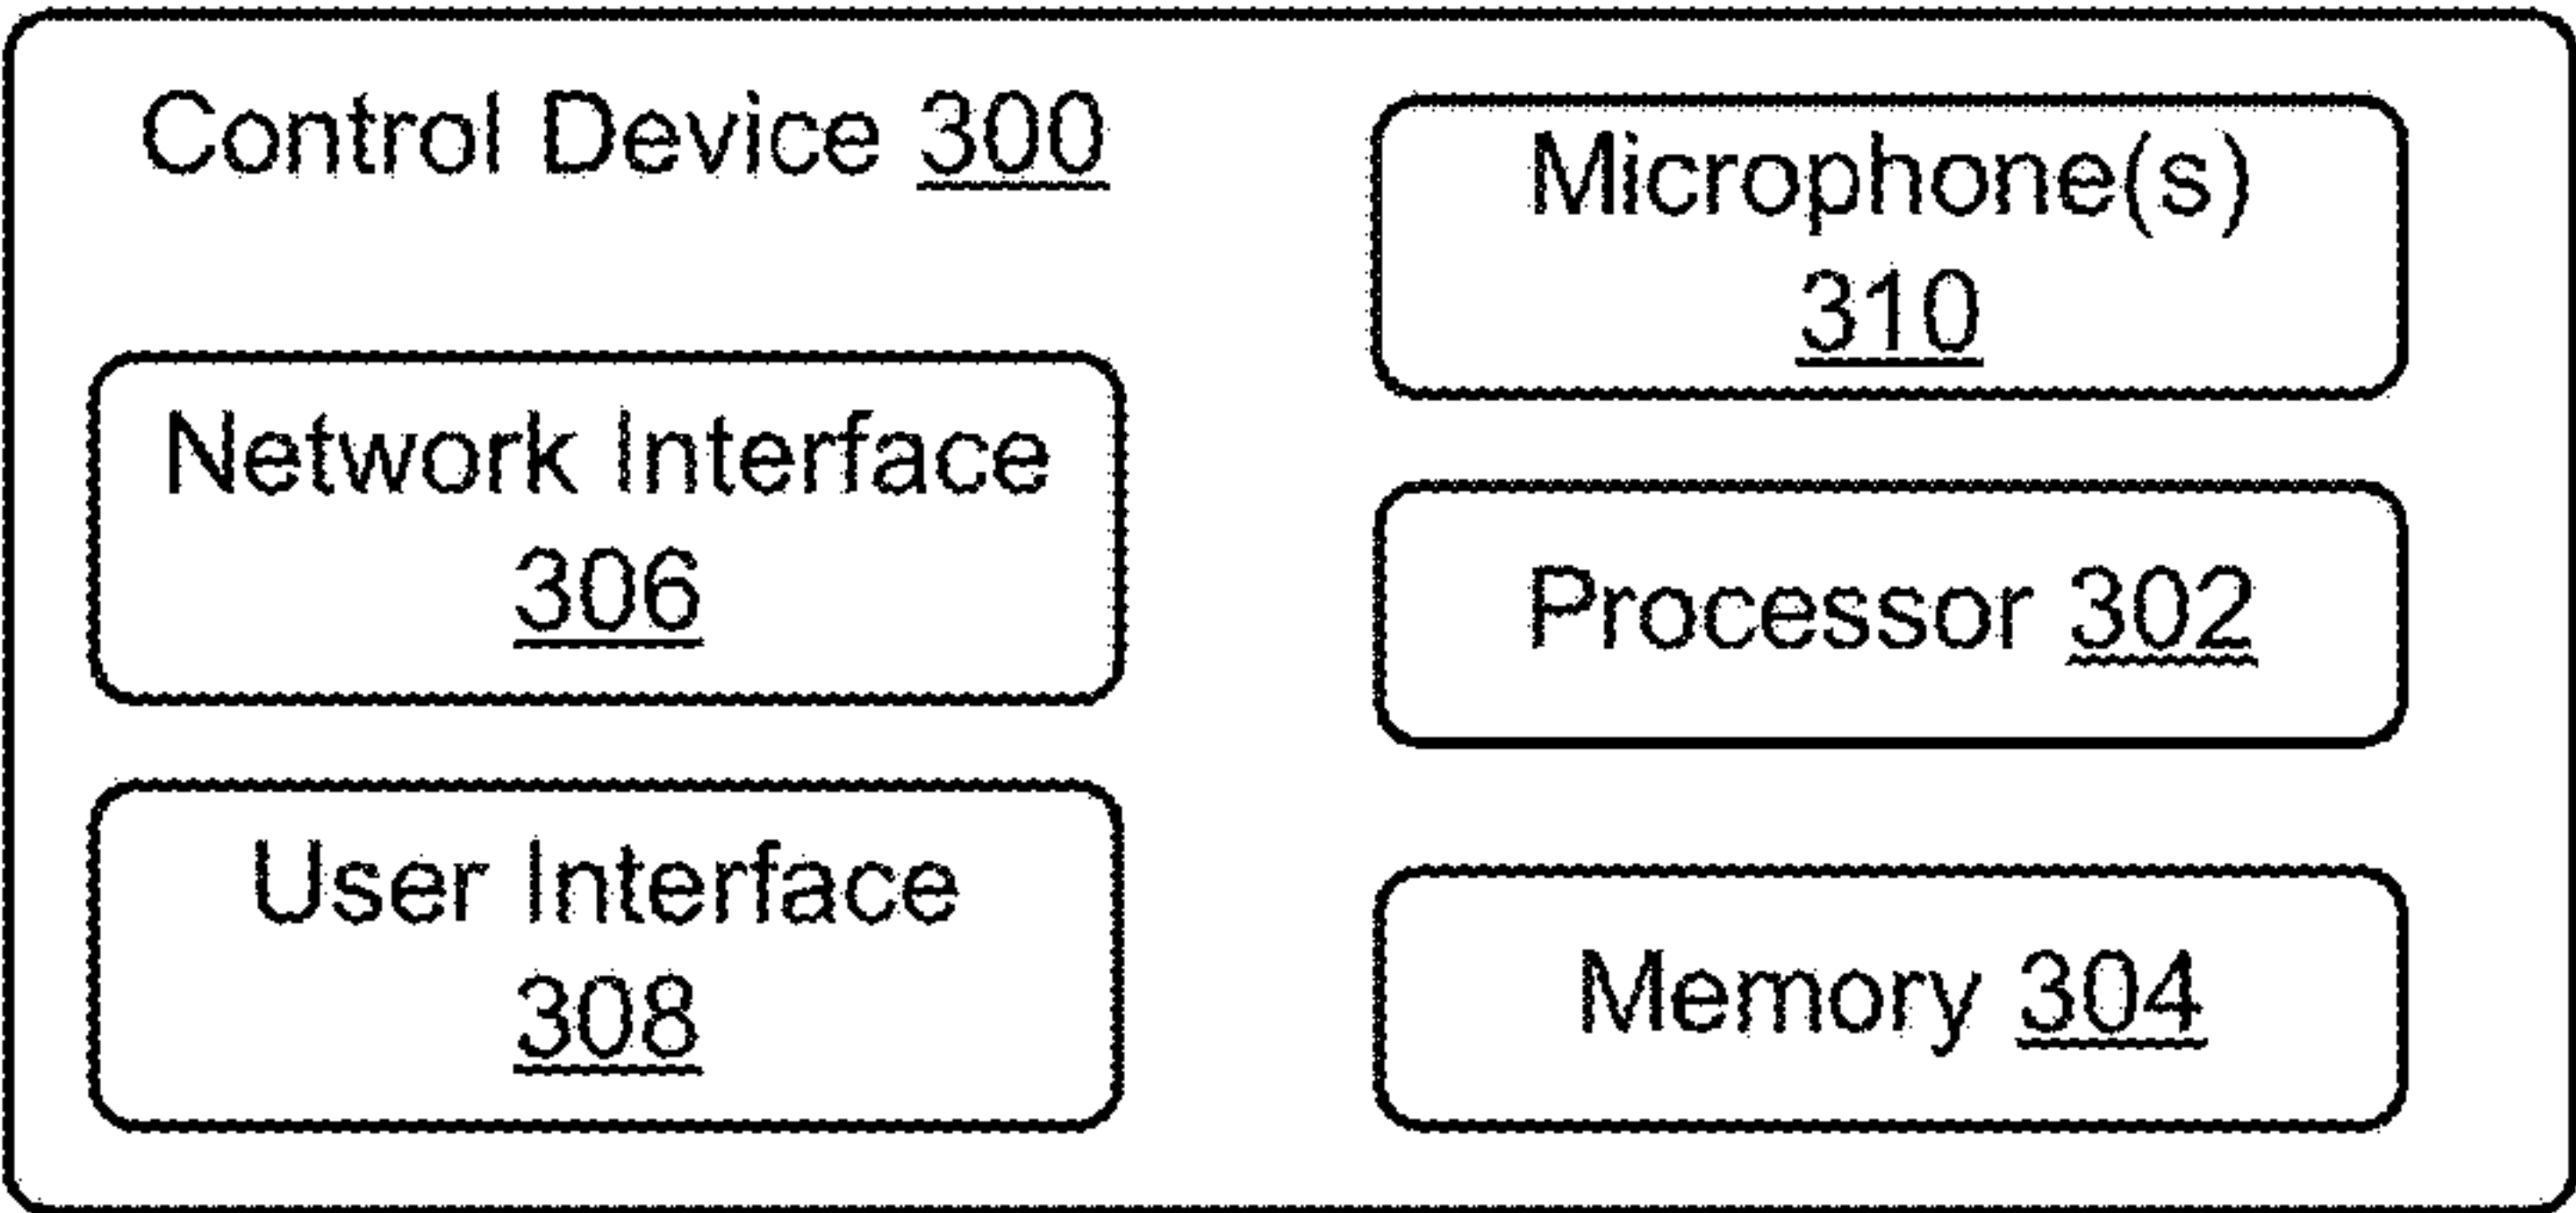 Control Device 300
Network Interface
306
User Interface
308
Microphone(s)
310
Processor 302
Memory 304